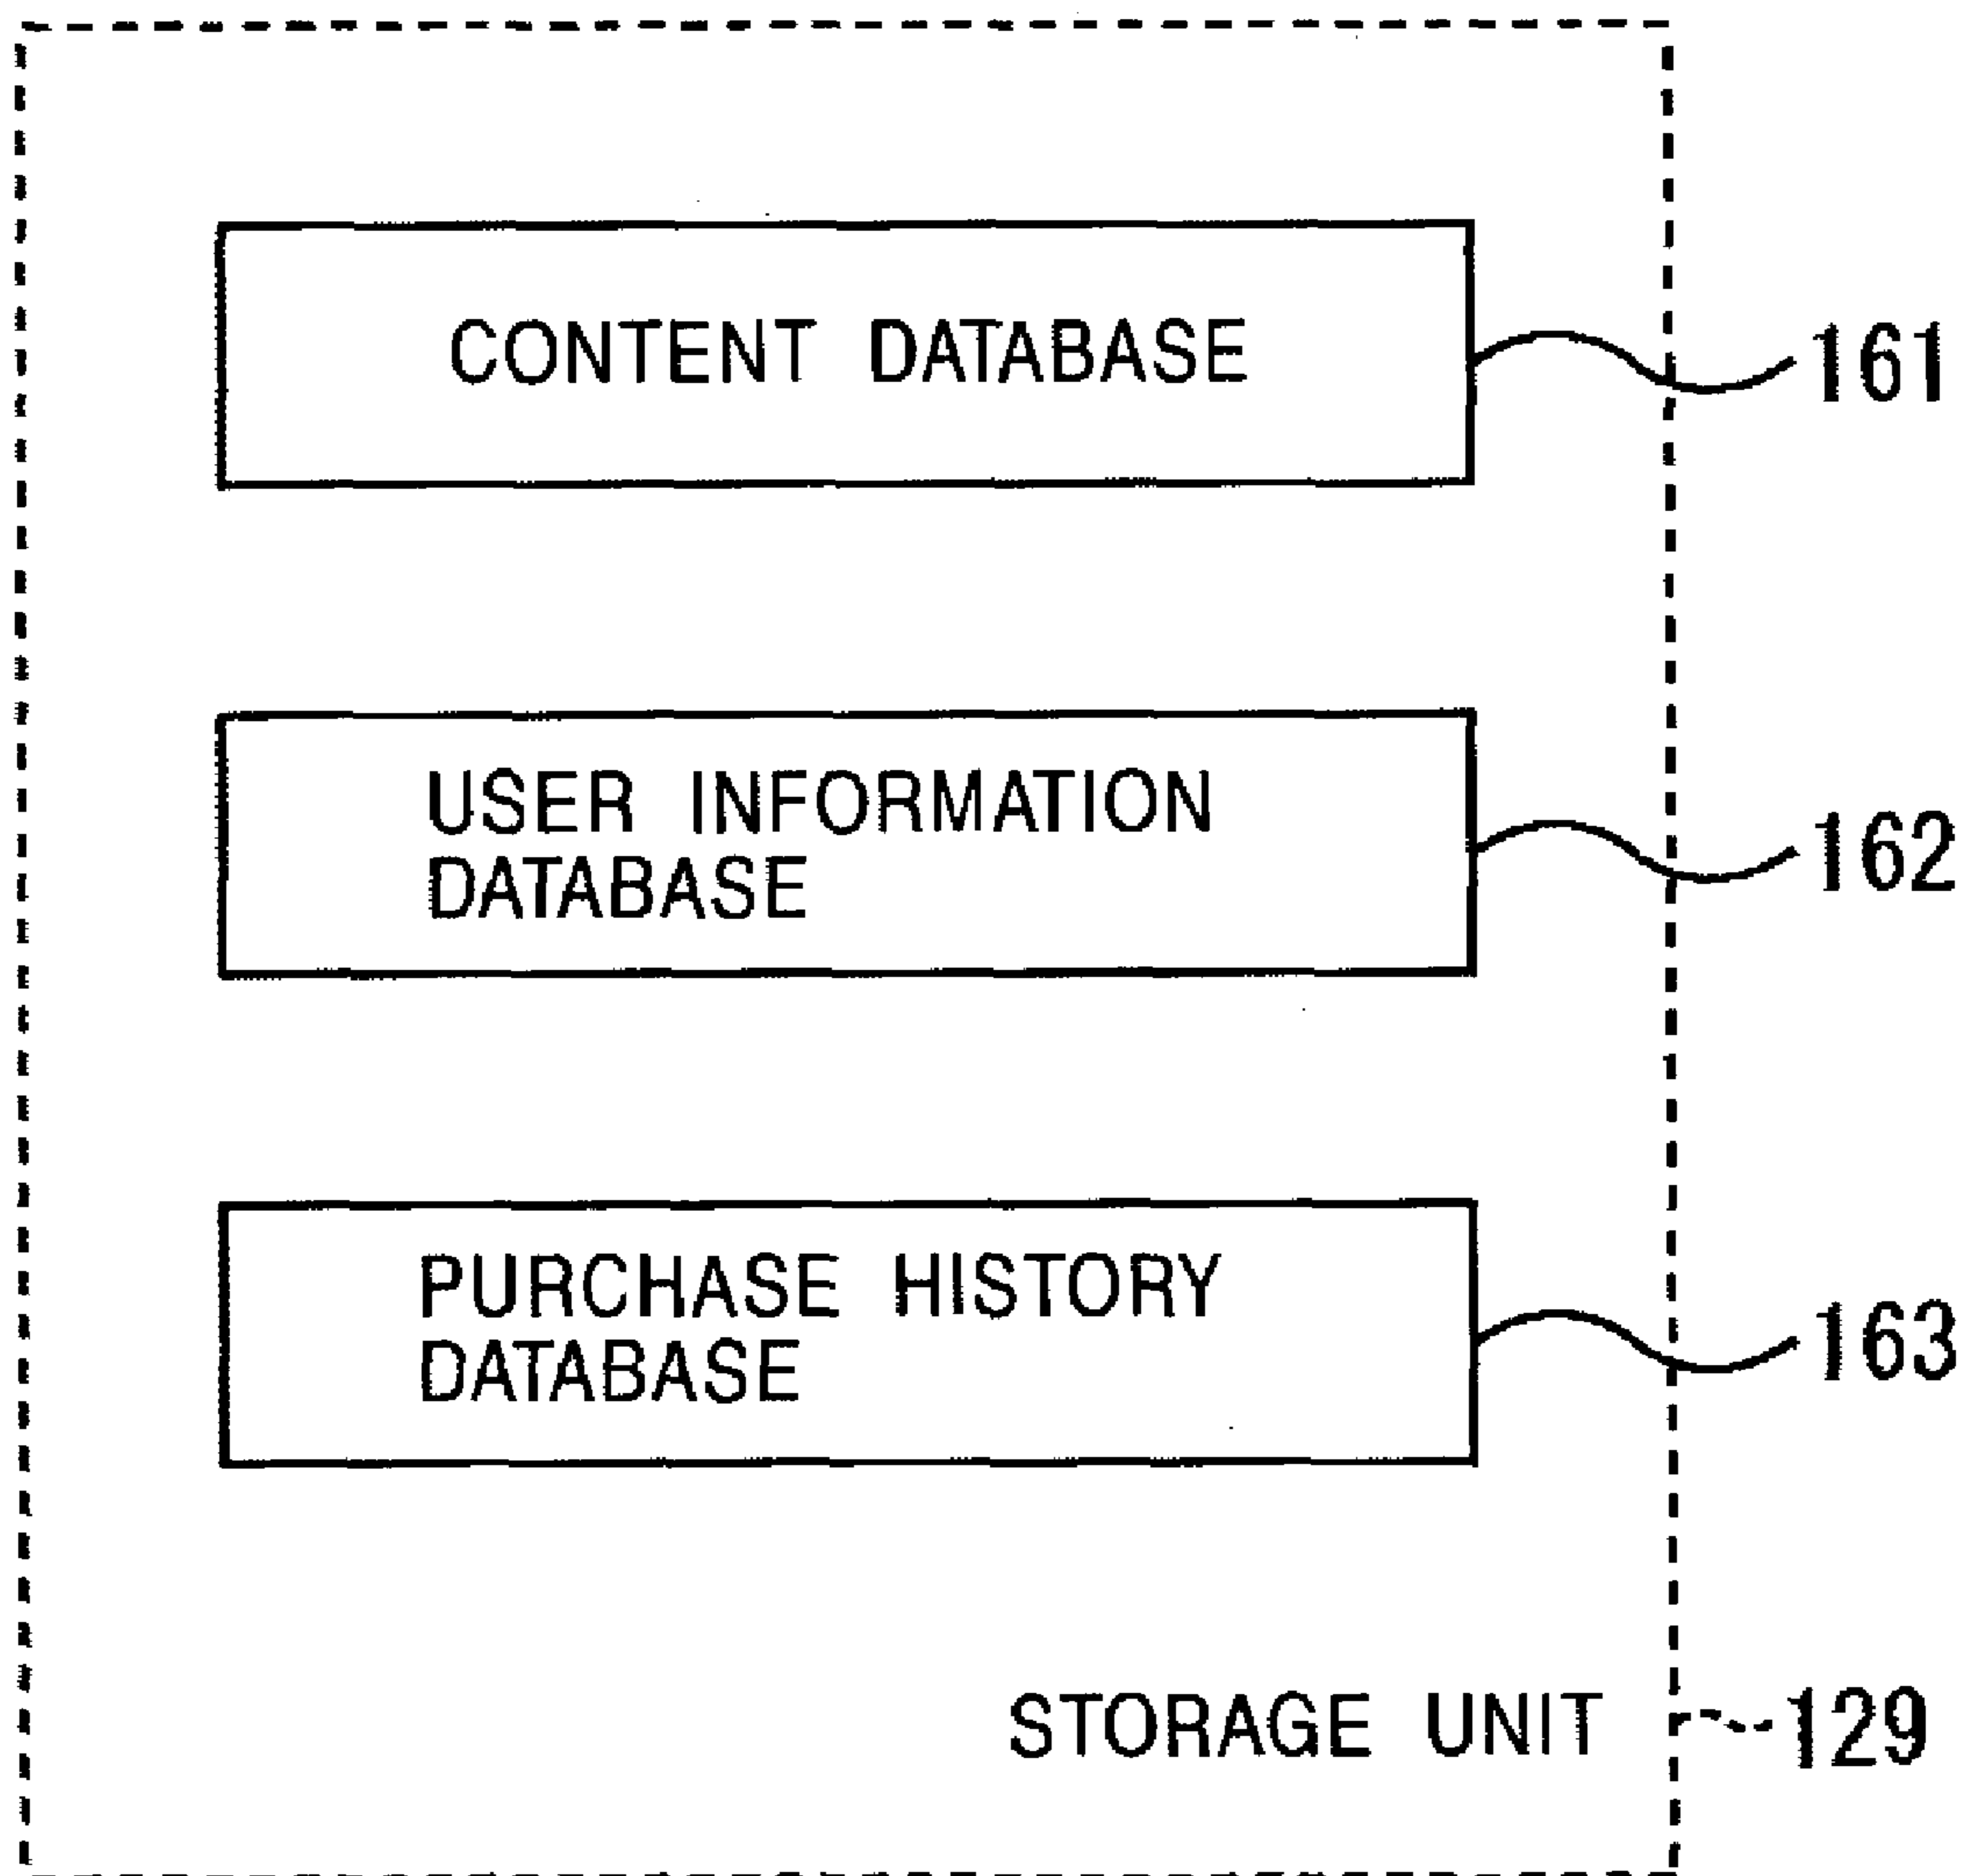 CONTENT DATABASE
161
USER INFORMATION
DATABASE
162
PURCHASE HISTORY
DATABASE
163
STORAGE UNIT
129